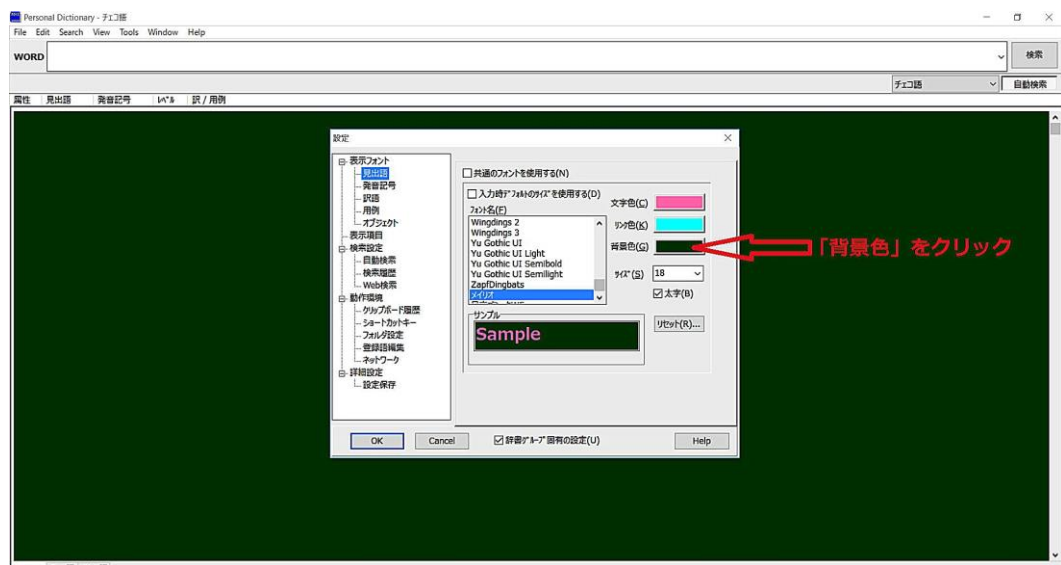 Personal Dictionary - チェコ語
File Edit Search View Tools Window Help
WORD
検索
チェコ語
自動検索
属性 見出語 発音記号 ﾚﾍﾞﾙ 訳 / 用例
設定
表示フォント
見出語
発音記号
訳語
用例
オブジェクト
表示項目
検索設定
自動検索
検索履歴
Web検索
動作環境
クリップボード履歴
ショートカットキー
フォルダ設定
登録語編集
ネットワーク
詳細設定
設定保存
共通のフォントを使用する(N)
入力時ﾃﾞﾌｫﾙﾄのｻｲｽﾞを使用する(D)
ﾌｫﾝﾄ名(F)
Wingdings 2
Wingdings 3
Yu Gothic UI
Yu Gothic UI Light
Yu Gothic UI Semibold
Yu Gothic UI Semilight
ZapfDingbats
メイリオ
文字色(C)
ﾘﾝｸ色(K)
背景色(G)
ｻｲｽﾞ(S) 18
太字(B)
サンプル
Sample
ﾘｾｯﾄ(R)...
OK Cancel 辞書ｸﾞﾙｰﾌﾟ固有の設定(U) Help
「背景色」をクリック